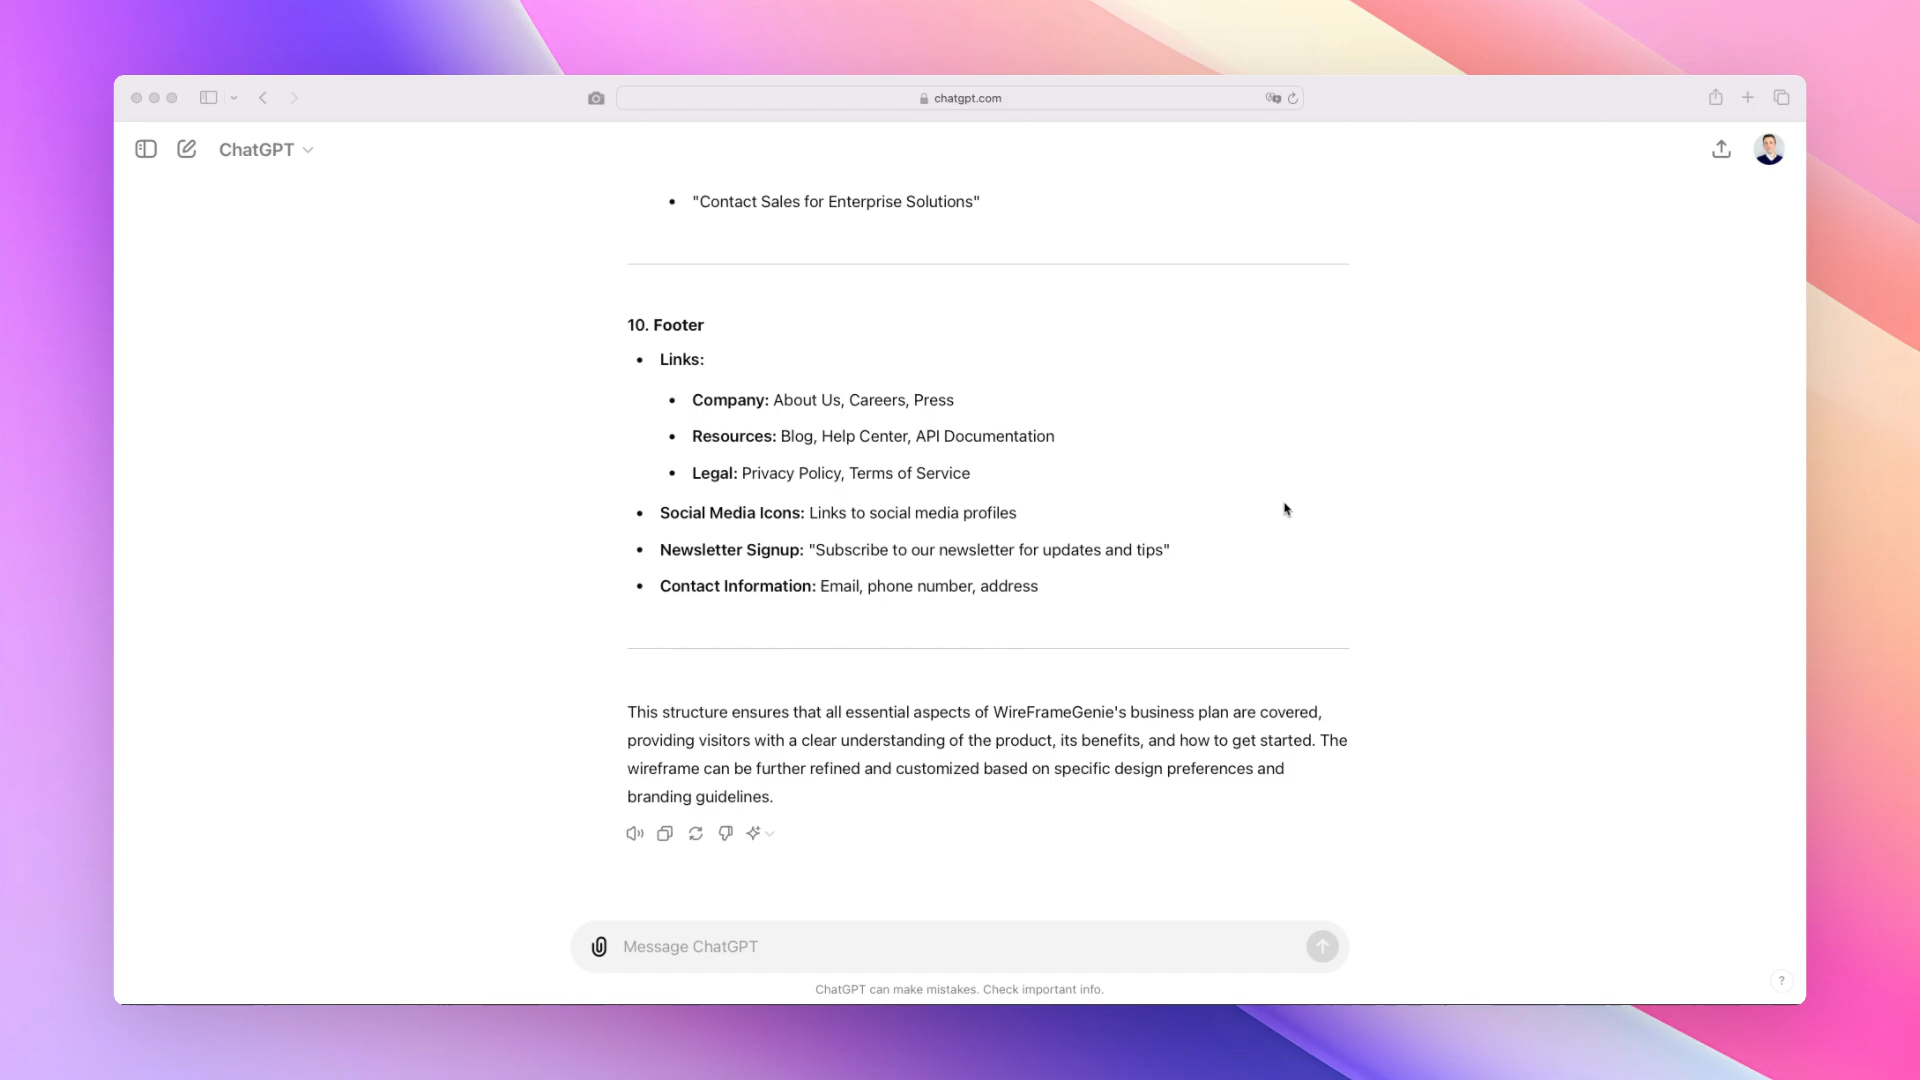 chatgpt.com
ChatGPT
• "Contact Sales for Enterprise Solutions"
10. Footer
• Links:
• Company: About Us, Careers, Press
• Resources: Blog, Help Center, API Documentation
• Legal: Privacy Policy, Terms of Service
• Social Media Icons: Links to social media profiles
• Newsletter Signup: "Subscribe to our newsletter for updates and tips"
• Contact Information: Email, phone number, address
This structure ensures that all essential aspects of WireFrameGenie's business plan are covered,
providing visitors with a clear understanding of the product, its benefits, and how to get started. The
wireframe can be further refined and customized based on specific design preferences and
branding guidelines.
Message ChatGPT
ChatGPT can make mistakes. Check important info.
?